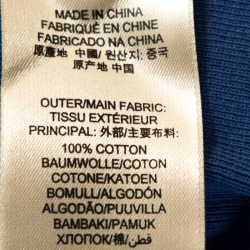 MADE IN CHINA
FABRIQUÉ EN CHINE
FABRICADO NA CHINA
原產地 中國/ 원산지: 중국
原产地 中国
OUTER/MAIN FABRIC:
TISSU EXTÉRIEUR
PRINCIPAL: 外部/主要布料:
100% COTTON
BAUMWOLLE/COTON
COTONE/KATOEN
BOMULL/ALGODÓN
ALGODÃO/PUUVILLA
BAMBAKI/PAMUK
ХЛОПОК/棉/قطن